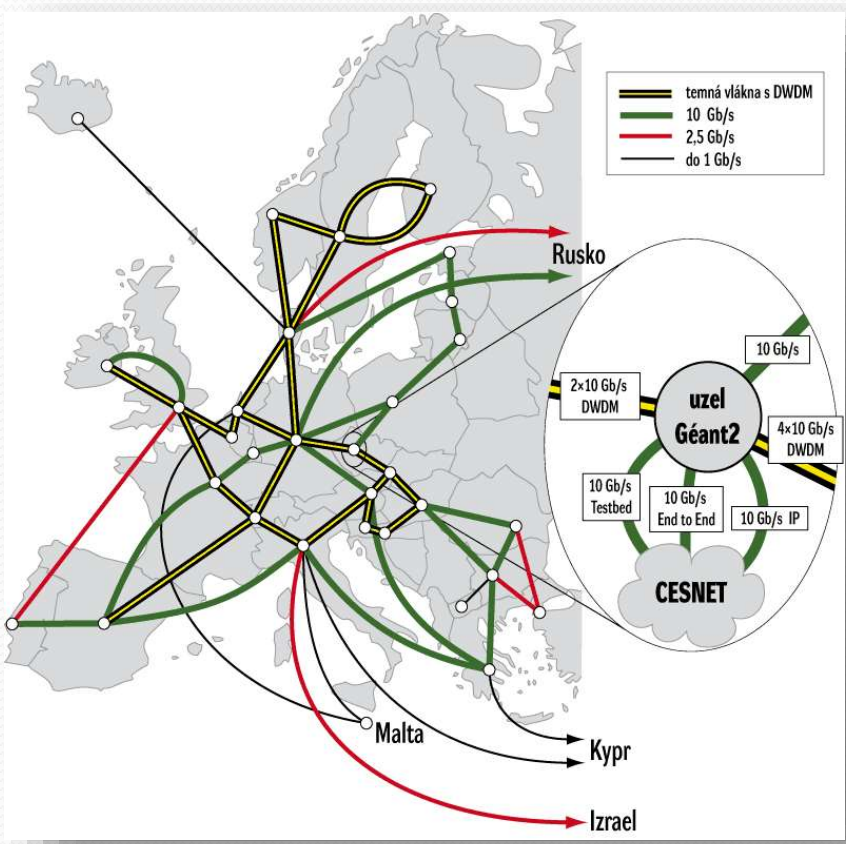 temná vlákna s DWDM
10 Gb/s
2,5 Gb/s
do 1 Gb/s
Rusko
10 Gb/s
2×10 Gb/s
DWDM
uzel
Géant2
4×10 Gb/s
DWDM
10 Gb/s
Testbed
10 Gb/s
End to End
10 Gb/s IP
CESNET
Malta
Kypr
Izrael